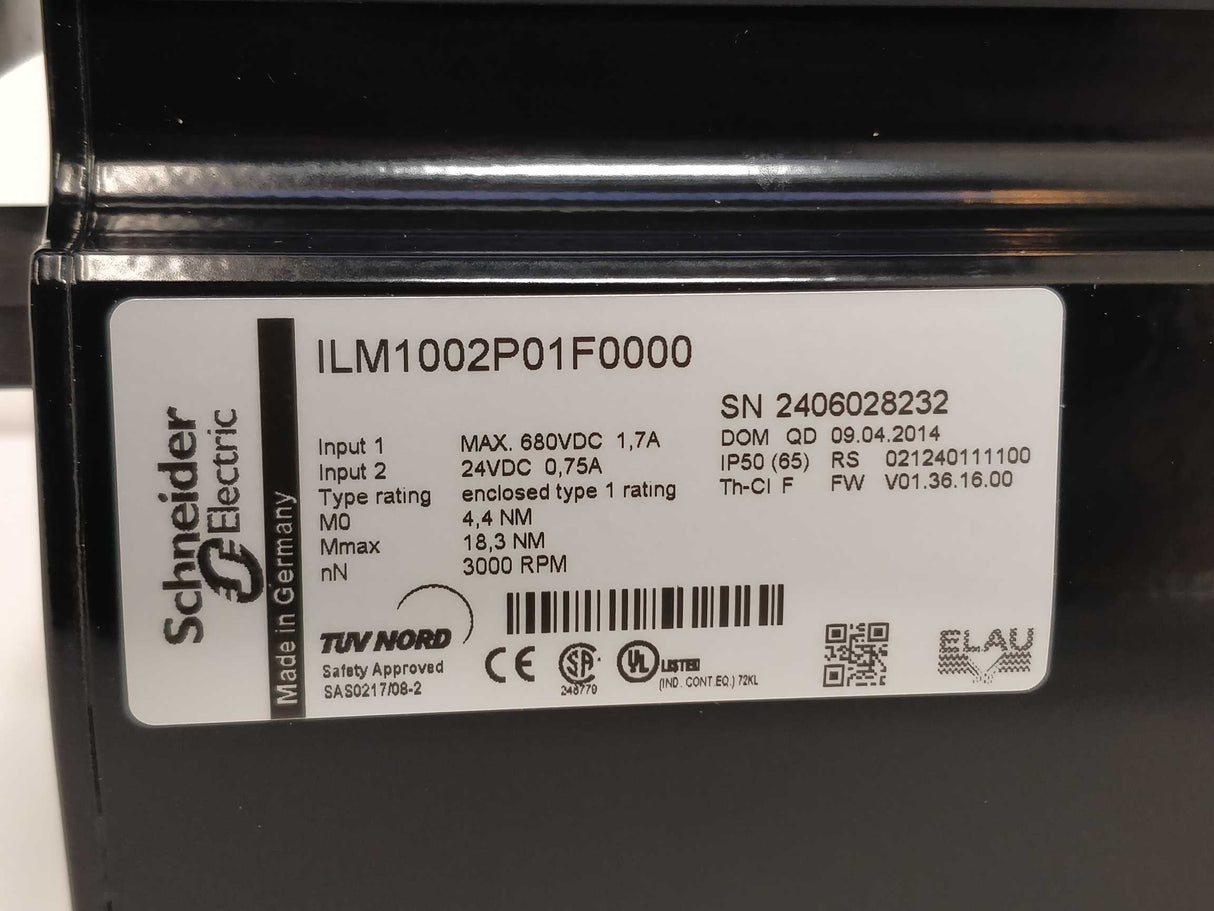 Schneider
Electric
Made in Germany
ILM1002P01F0000
SN 2406028232
Input 1 MAX. 680VDC 1,7A
DOM QD 09.04.2014
Input 2 24VDC 0,75A
IP50 (65) RS 021240111100
Type rating enclosed type 1 rating
Th-Cl F FW V01.36.16.00
M0 4,4 NM
Mmax 18,3 NM
nN 3000 RPM
TUV NORD
Safety Approved
SAS0217/08-2
CE
SA
248779
UL
LISTED
(IND. CONT.EQ.) 72KL
ELAU